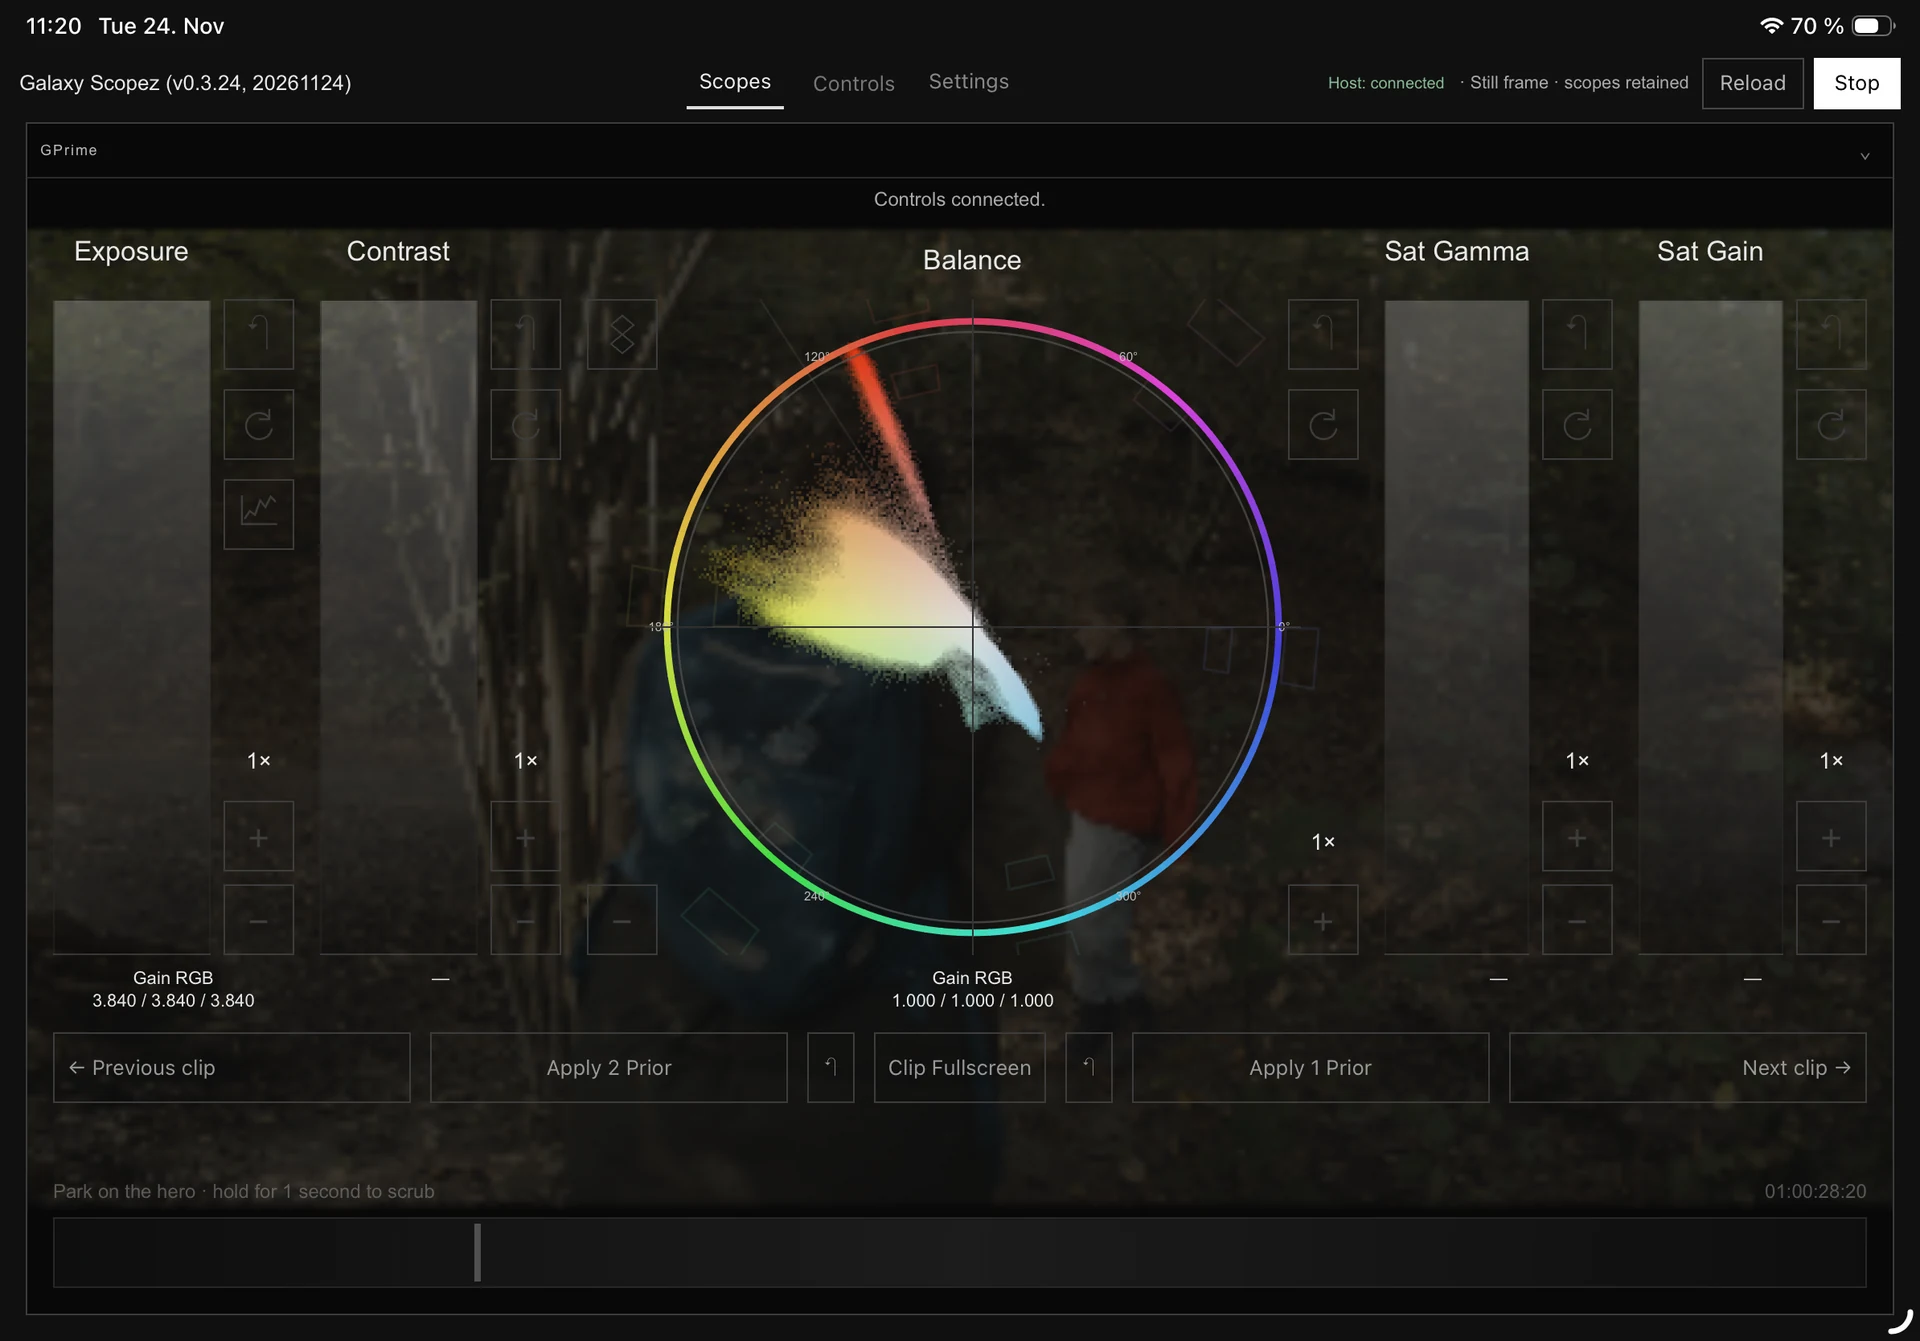 11:20 Tue 24. Nov
70 %
Galaxy Scopez (v0.3.24, 20261124)
Scopes
Controls
Settings
Host: connected · Still frame · scopes retained
Reload
Stop
GPrime
Controls connected.
Exposure
Contrast
Balance
Sat Gamma
Sat Gain
120°
60°
180°
0°
1×
1×
1×
1×
1×
240°
300°
Gain RGB
3.840 / 3.840 / 3.840
—
Gain RGB
1.000 / 1.000 / 1.000
—
—
← Previous clip
Apply 2 Prior
Clip Fullscreen
Apply 1 Prior
Next clip →
Park on the hero · hold for 1 second to scrub
01:00:28:20